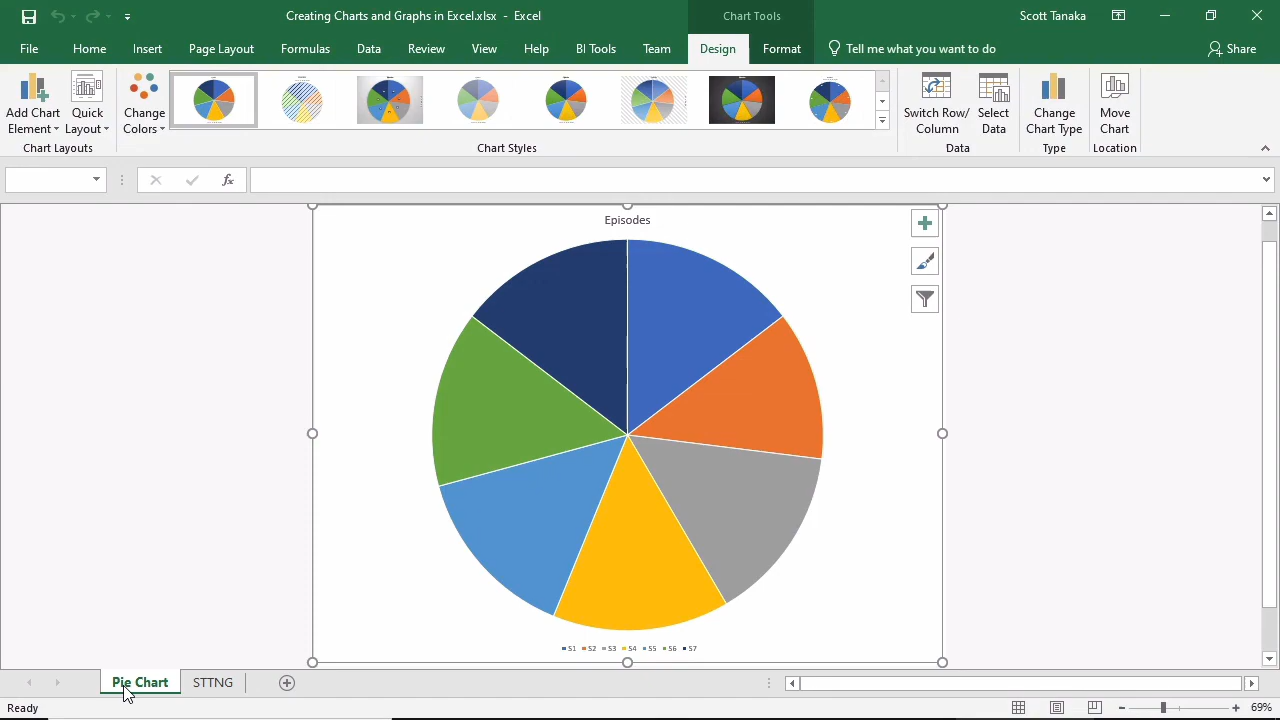 Creating Charts and Graphs in Excel.xlsx - Excel
Chart Tools
Scott Tanaka
File Home Insert Page Layout Formulas Data Review View Help BI Tools Team Design Format Tell me what you want to do Share
Add Chart Element
Quick Layout
Chart Layouts
Change Colors
Chart Styles
Switch Row/ Column
Select Data
Data
Change Chart Type
Type
Move Chart
Location
fx
Episodes
S1 S2 S3 S4 S5 S6 S7
Pie Chart STTNG
Ready
69%